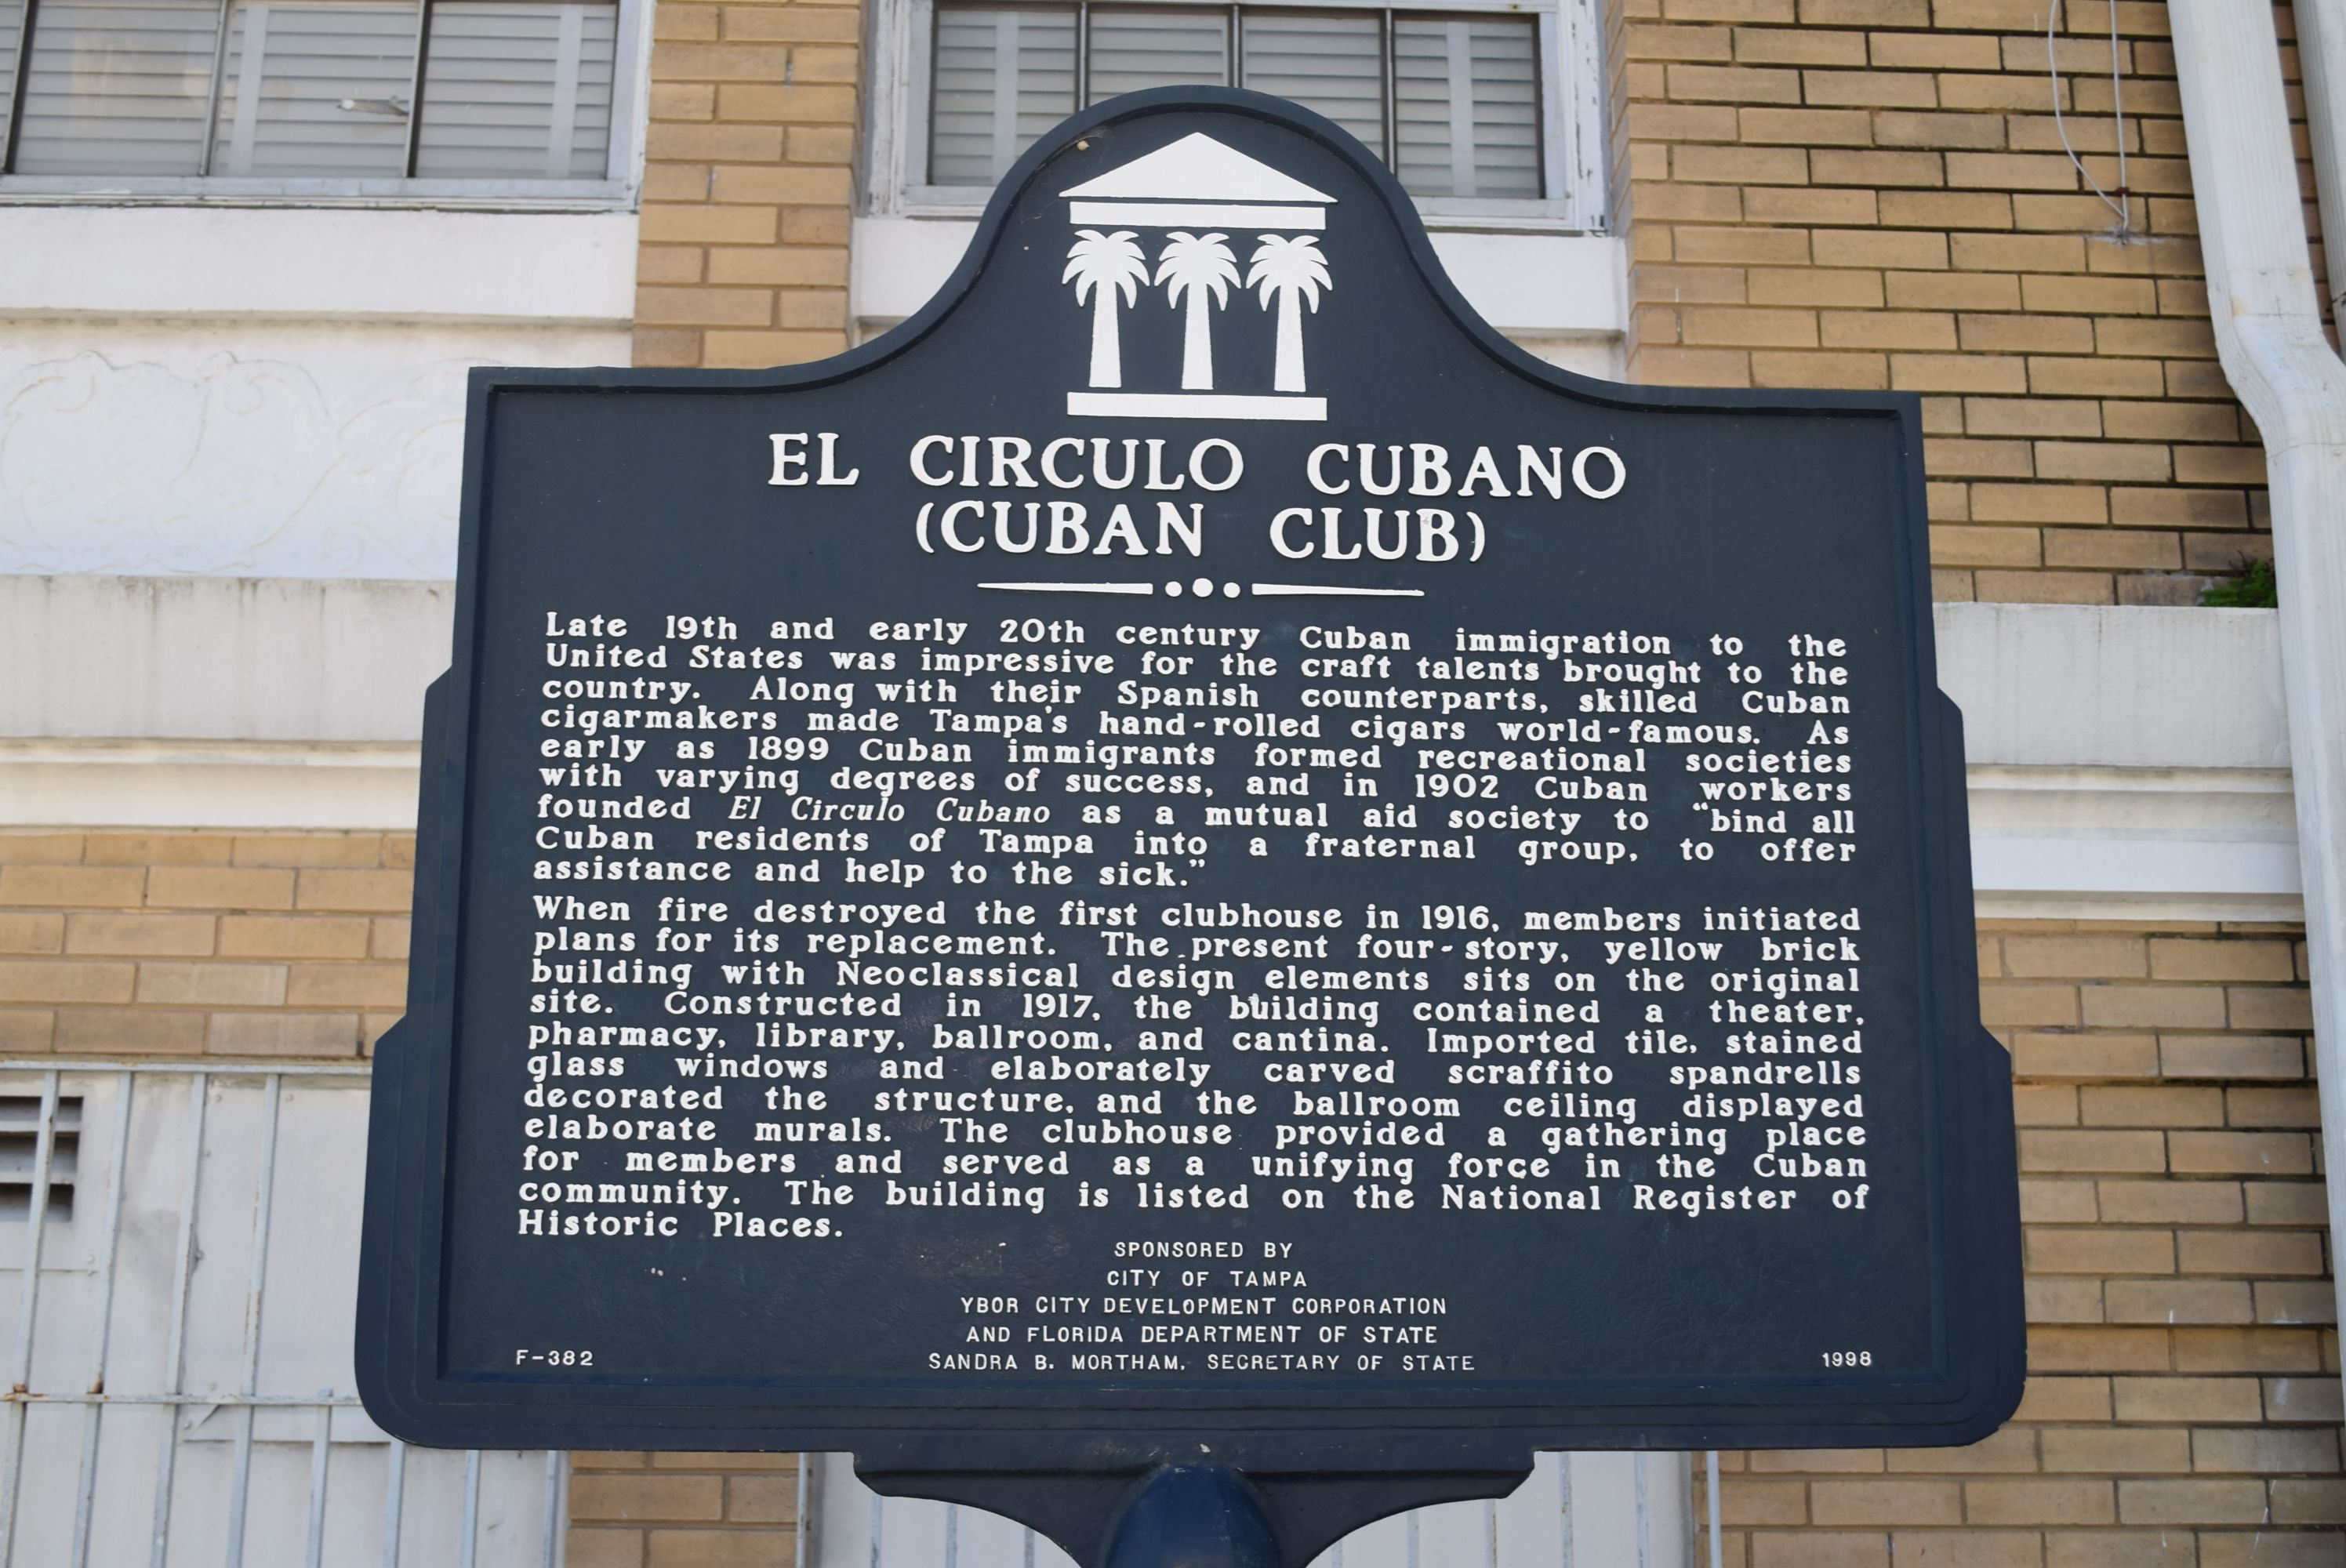 EL CIRCULO CUBANO
(CUBAN CLUB)
Late 19th and early 20th century Cuban immigration to the
United States was impressive for the craft talents brought to the
country. Along with their Spanish counterparts, skilled Cuban
cigarmakers made Tampa's hand-rolled cigars world-famous. As
early as 1899 Cuban immigrants formed recreational societies
with varying degrees of success, and in 1902 Cuban workers
founded El Circulo Cubano as a mutual aid society to “bind all
Cuban residents of Tampa into a fraternal group, to offer
assistance and help to the sick.”
When fire destroyed the first clubhouse in 1916, members initiated
plans for its replacement. The present four-story, yellow brick
building with Neoclassical design elements sits on the original
site. Constructed in 1917, the building contained a theater,
pharmacy, library, ballroom, and cantina. Imported tile, stained
glass windows and elaborately carved scraffito spandrells
decorated the structure, and the ballroom ceiling displayed
elaborate murals. The clubhouse provided a gathering place
for members and served as a unifying force in the Cuban
community. The building is listed on the National Register of
Historic Places.
SPONSORED BY
CITY OF TAMPA
YBOR CITY DEVELOPMENT CORPORATION
AND FLORIDA DEPARTMENT OF STATE
F-382 SANDRA B. MORTHAM, SECRETARY OF STATE 1998